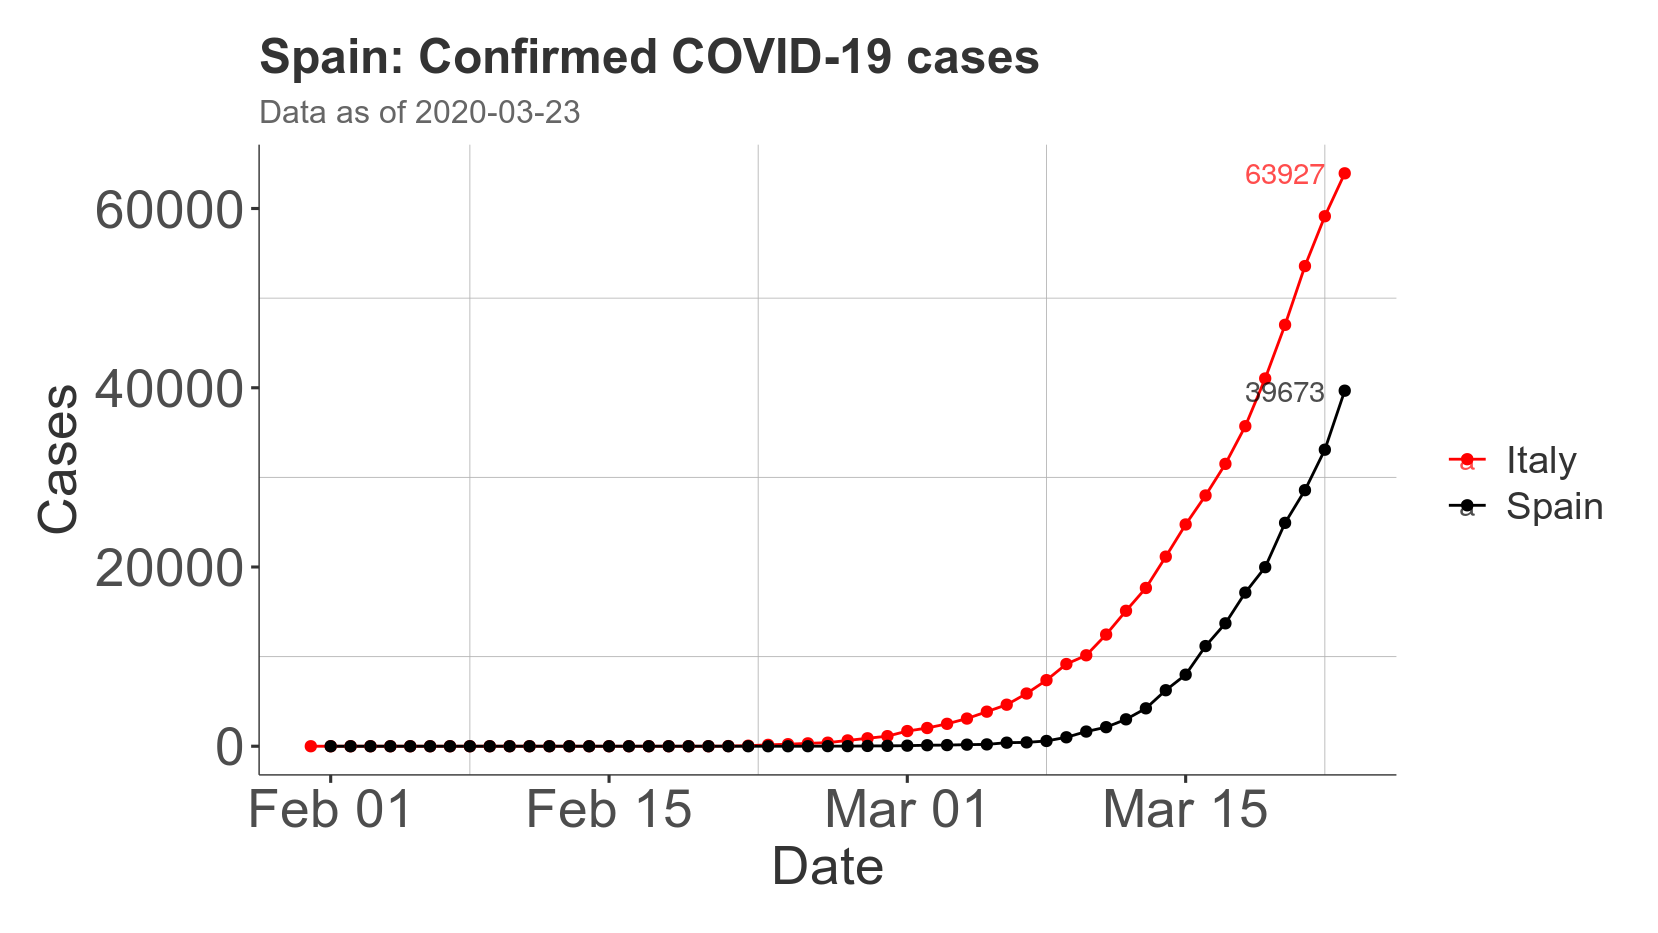 Spain: Confirmed COVID-19 cases
Data as of 2020-03-23
63927
60000
39673
40000
Cases
a Italy
a Spain
20000
0
Feb 01 Feb 15 Mar 01 Mar 15
Date